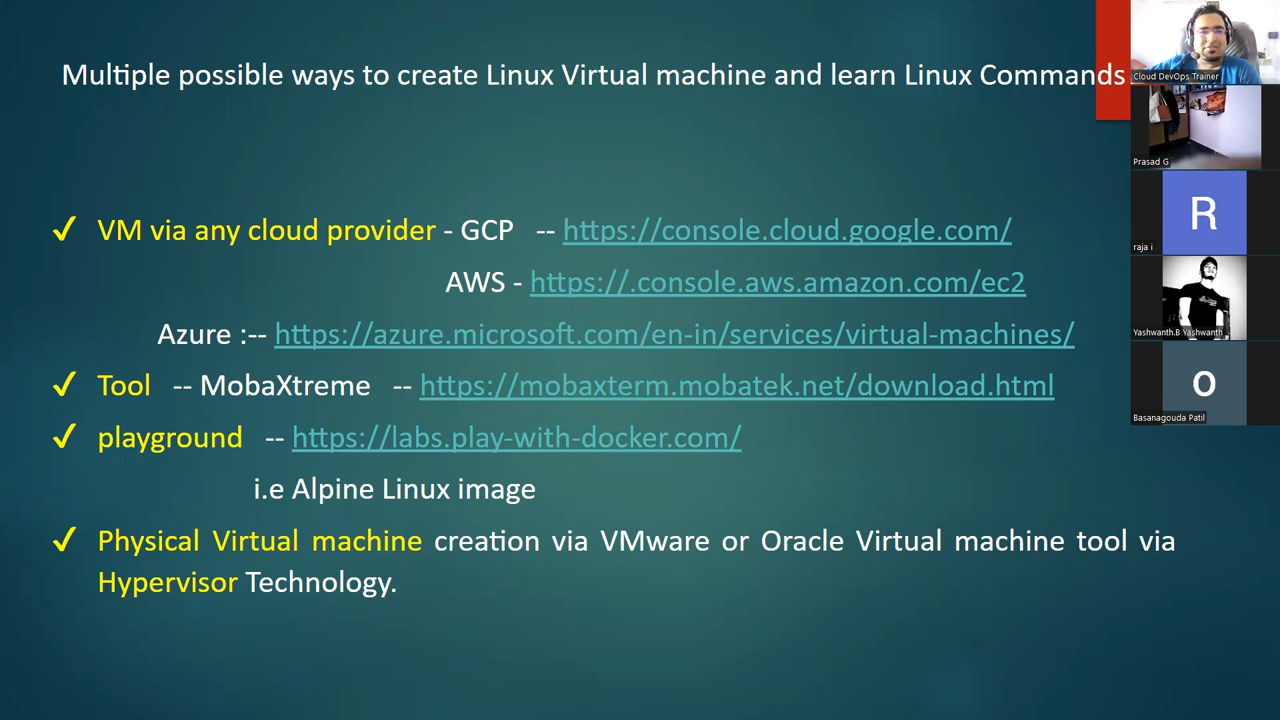 Multiple possible ways to create Linux Virtual machine and learn Linux Commands
✓ VM via any cloud provider - GCP -- https://console.cloud.google.com/
AWS - https://.console.aws.amazon.com/ec2
Azure :-- https://azure.microsoft.com/en-in/services/virtual-machines/
✓ Tool -- MobaXtreme -- https://mobaxterm.mobatek.net/download.html
✓ playground -- https://labs.play-with-docker.com/
i.e Alpine Linux image
✓ Physical Virtual machine creation via VMware or Oracle Virtual machine tool via
Hypervisor Technology.
Cloud DevOps Trainer
Prasad G
R
raja i
Yashwanth.B Yashwanth
O
Basanagouda Patil